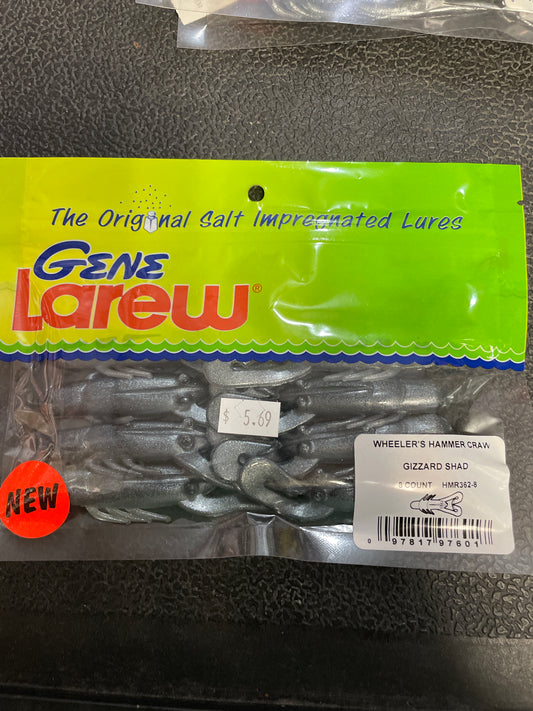 The Original Salt Impregnated Lures
GENE
Larew®
$ 5.69
WHEELER'S HAMMER CRAW
GIZZARD SHAD
8 COUNT HMR362-8
0 97817 97601
NEW